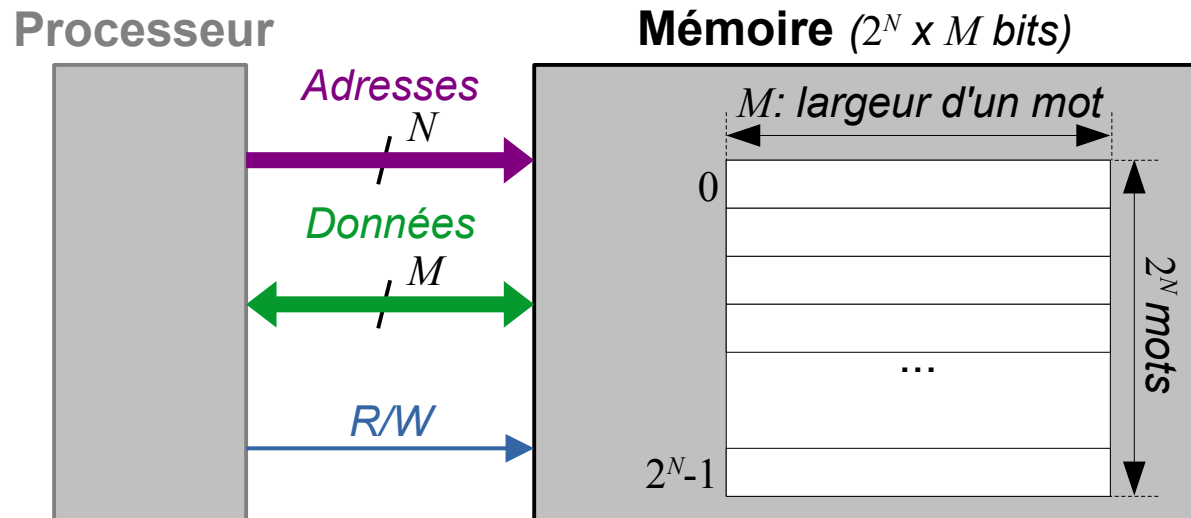 Processeur
Mémoire (2^N x M bits)
Adresses
N
M: largeur d'un mot
0
Données
M
2^N mots
...
R/W
2^N-1